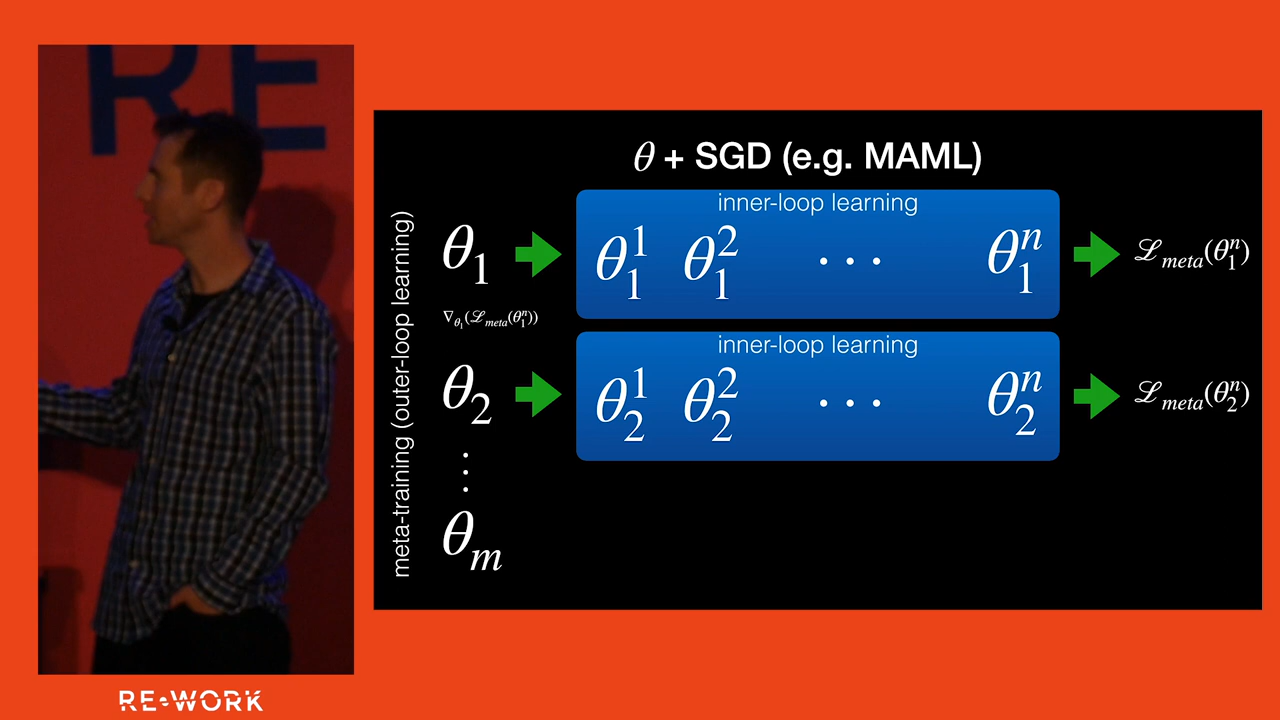 RE
θ + SGD (e.g. MAML)
meta-training (outer-loop learning)
inner-loop learning
θ₁ θ₁¹ θ₁² ··· θ₁ⁿ ℒₘₑₜₐ(θ₁ⁿ)
∇θ₁(ℒₘₑₜₐ(θ₁ⁿ))
inner-loop learning
θ₂ θ₂¹ θ₂² ··· θ₂ⁿ ℒₘₑₜₐ(θ₂ⁿ)
⋮
θₘ
RE•WORK